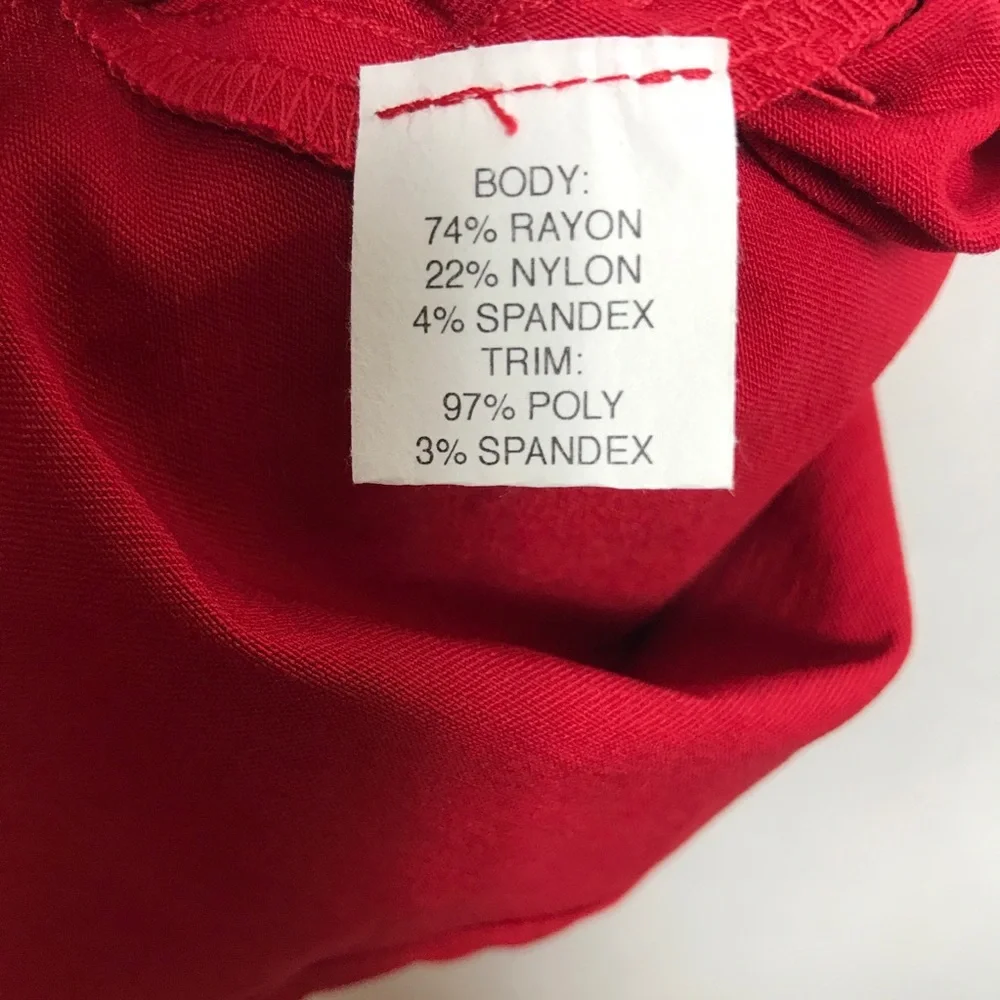 BODY:
74% RAYON
22% NYLON
4% SPANDEX
TRIM:
97% POLY
3% SPANDEX